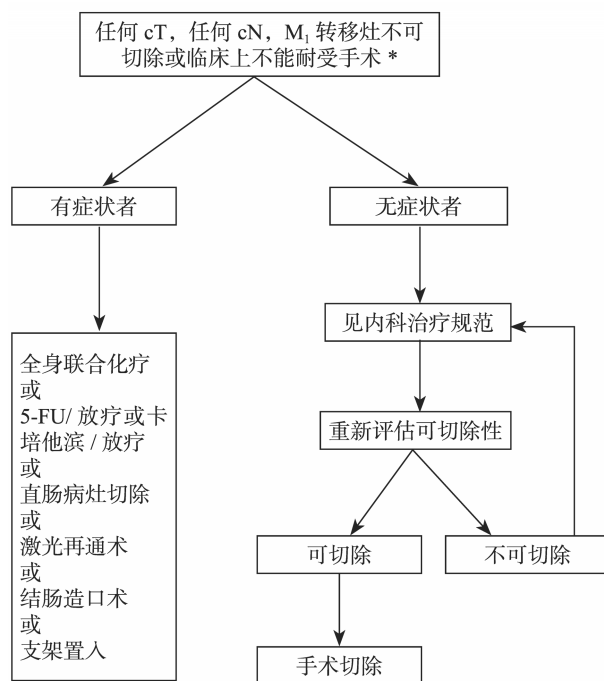 任何 cT，任何 cN，M₁ 转移灶不可
切除或临床上不能耐受手术 *
有症状者
无症状者
全身联合化疗
或
5-FU/ 放疗或卡
培他滨 / 放疗
或
直肠病灶切除
或
激光再通术
或
结肠造口术
或
支架置入
见内科治疗规范
重新评估可切除性
可切除
不可切除
手术切除